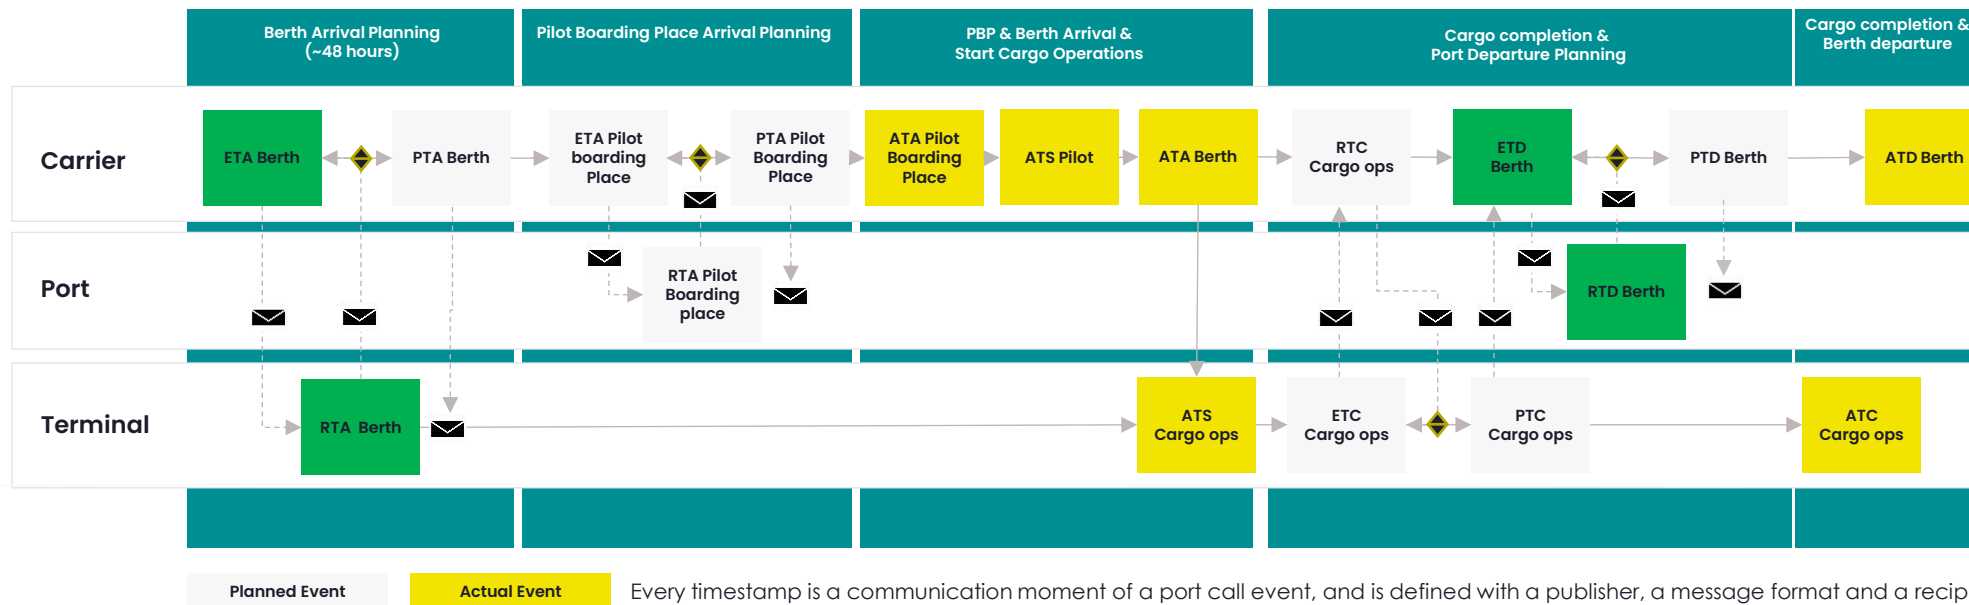 Berth Arrival Planning
(~48 hours)
Pilot Boarding Place Arrival Planning
PBP & Berth Arrival &
Start Cargo Operations
Cargo completion &
Port Departure Planning
Cargo completion &
Berth departure
Carrier
ETA Berth
PTA Berth
ETA Pilot
boarding
Place
PTA Pilot
Boarding
Place
ATA Pilot
Boarding
Place
ATS Pilot
ATA Berth
RTC
Cargo ops
ETD
Berth
PTD Berth
ATD Berth
Port
RTA Pilot
Boarding
place
RTD Berth
Terminal
RTA Berth
ATS
Cargo ops
ETC
Cargo ops
PTC
Cargo ops
ATC
Cargo ops
Planned Event
Actual Event
Every timestamp is a communication moment of a port call event, and is defined with a publisher, a message format and a recip